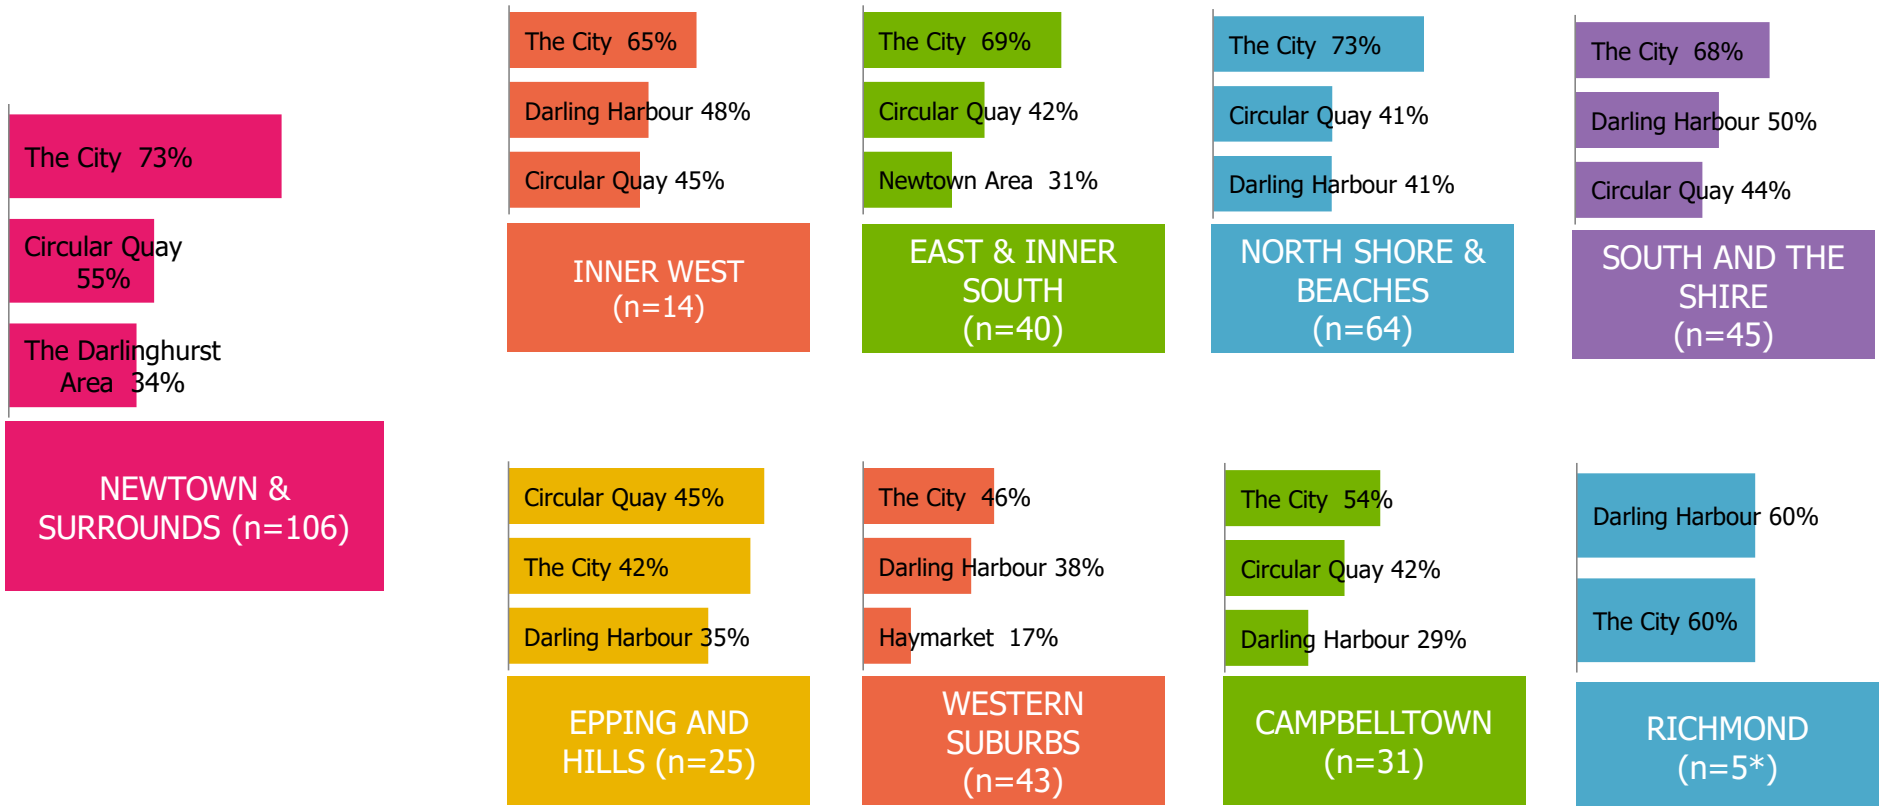 The City 73%
Circular Quay
55%
The Darlinghurst
Area 34%
NEWTOWN &
SURROUNDS (n=106)
The City 65%
Darling Harbour 48%
Circular Quay 45%
INNER WEST
(n=14)
The City 69%
Circular Quay 42%
Newtown Area 31%
EAST & INNER
SOUTH
(n=40)
The City 73%
Circular Quay 41%
Darling Harbour 41%
NORTH SHORE &
BEACHES
(n=64)
The City 68%
Darling Harbour 50%
Circular Quay 44%
SOUTH AND THE
SHIRE
(n=45)
Circular Quay 45%
The City 42%
Darling Harbour 35%
EPPING AND
HILLS (n=25)
The City 46%
Darling Harbour 38%
Haymarket 17%
WESTERN
SUBURBS
(n=43)
The City 54%
Circular Quay 42%
Darling Harbour 29%
CAMPBELLTOWN
(n=31)
Darling Harbour 60%
The City 60%
RICHMOND
(n=5*)